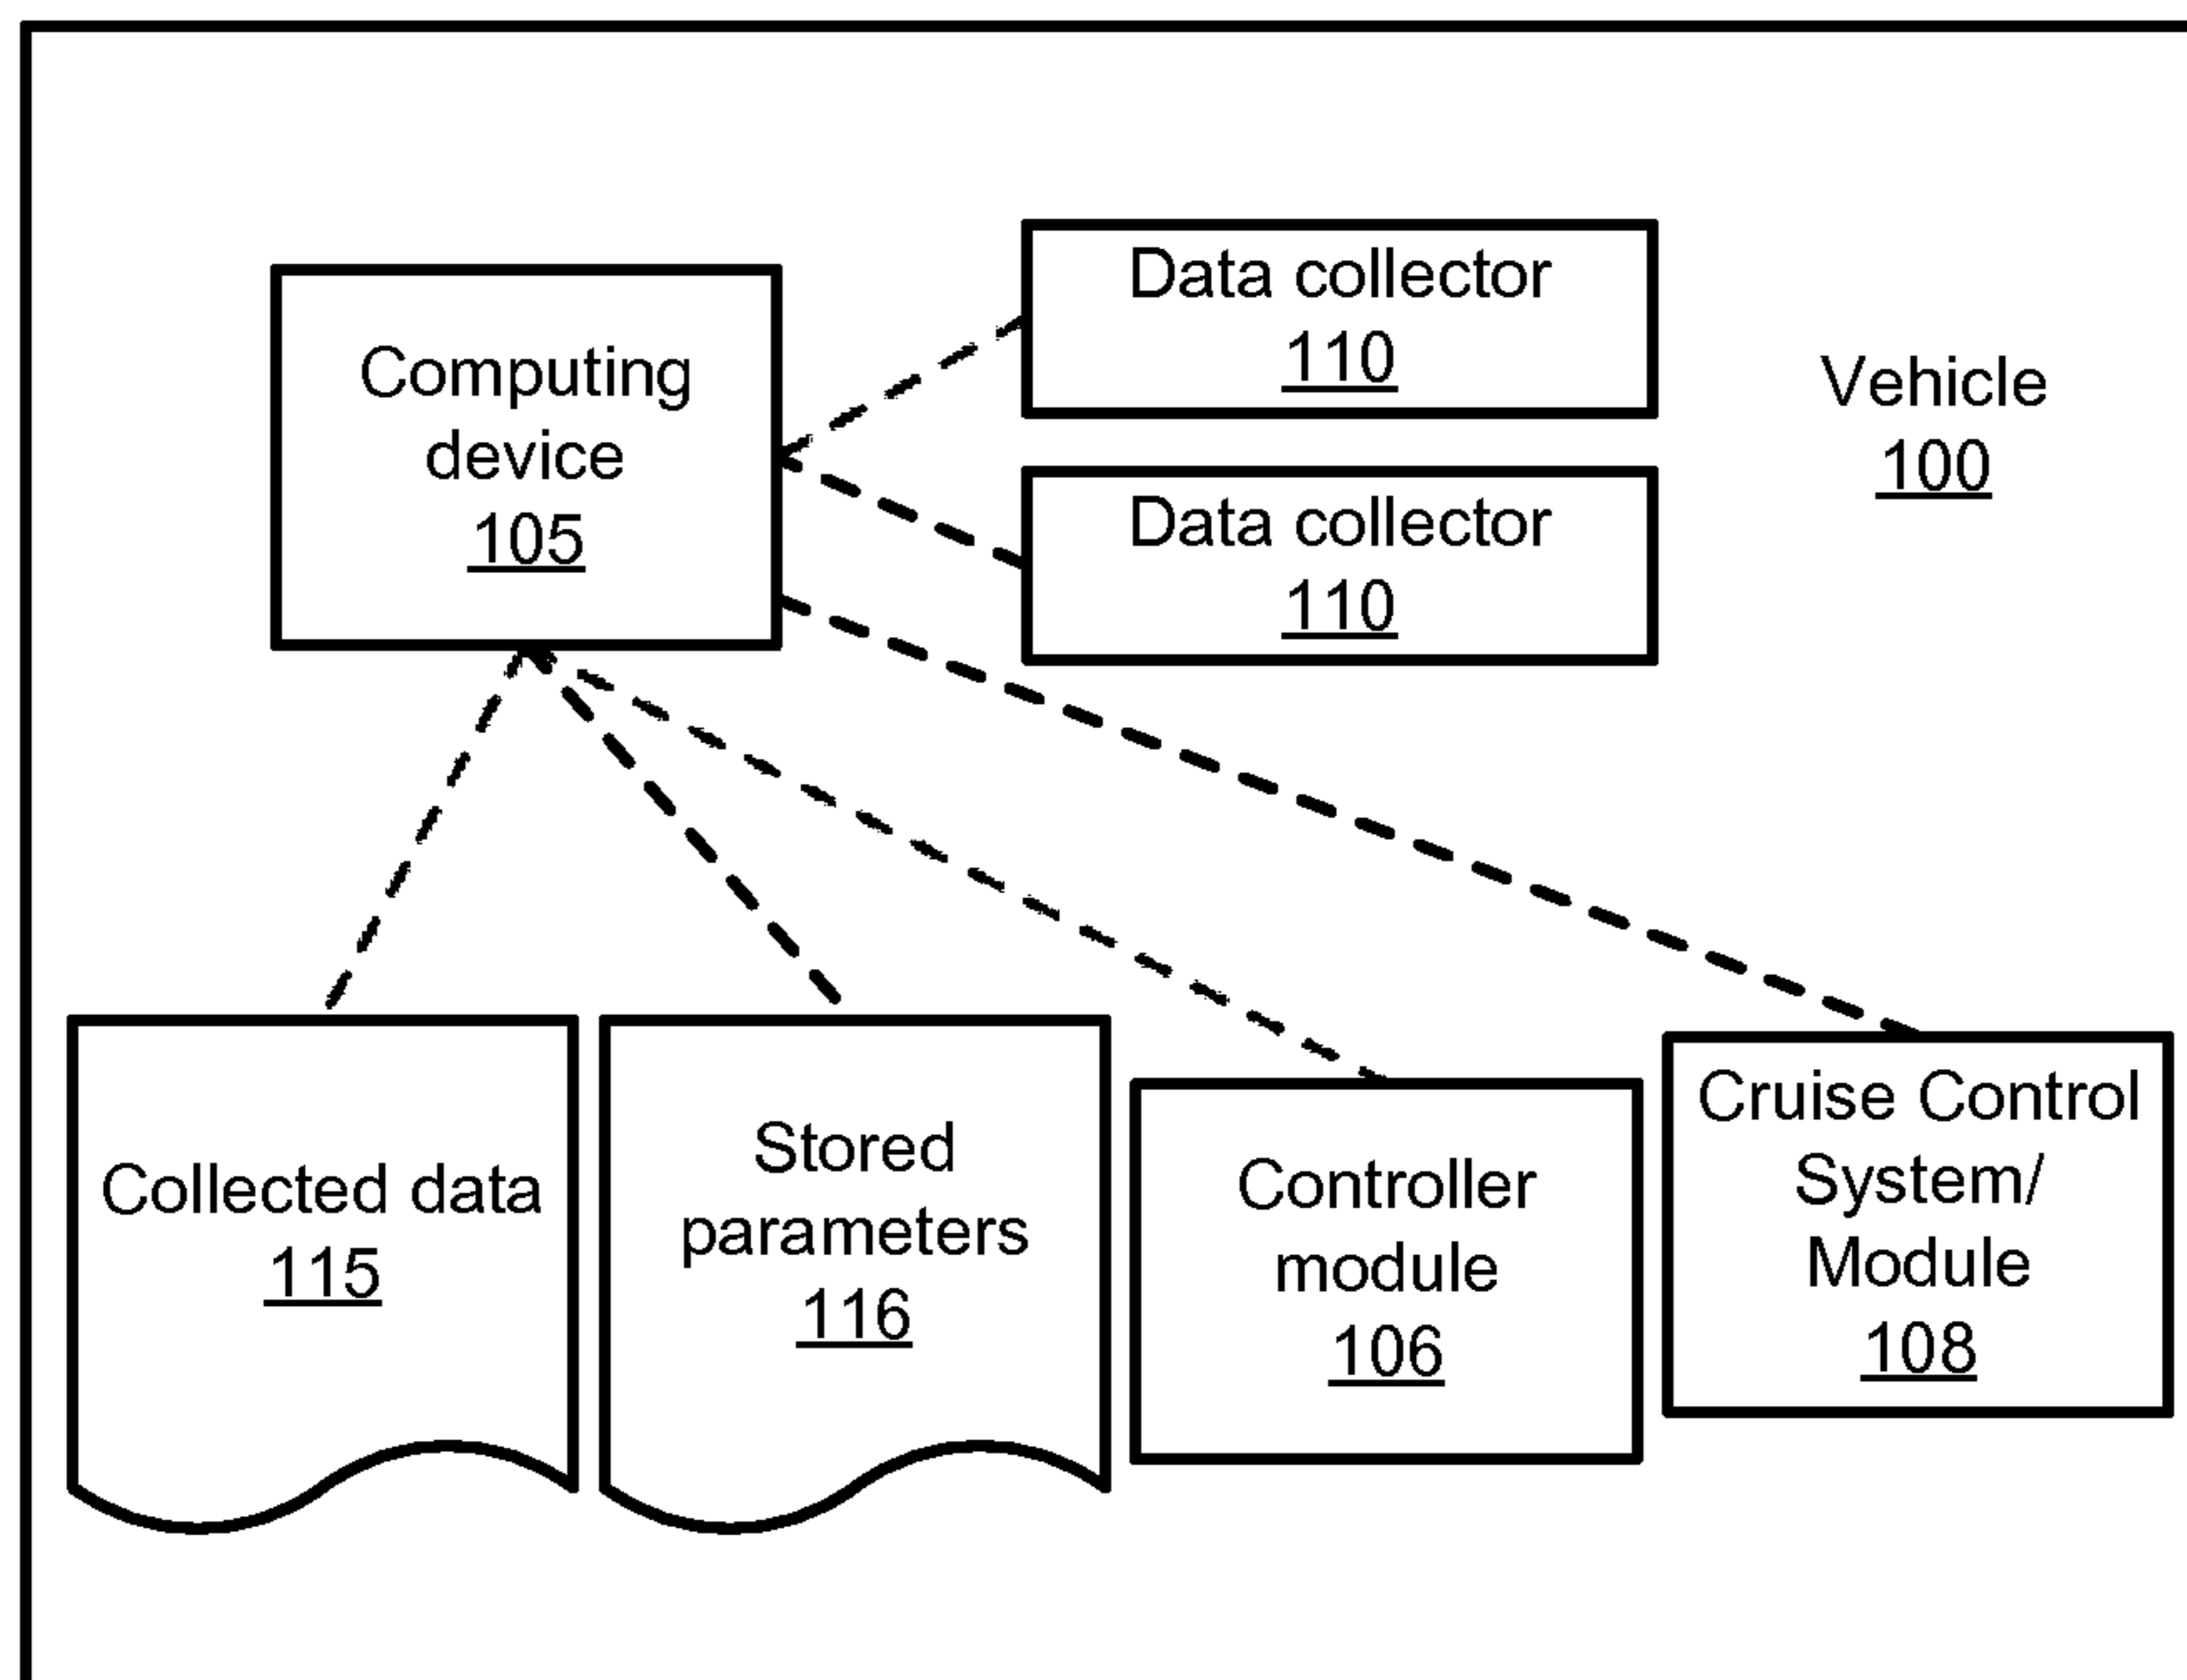 Data collector
110
Computing
device
105
Vehicle
100
Data collector
110
Collected data
115
Stored
parameters
116
Controller
module
106
Cruise Control
System/
Module
108